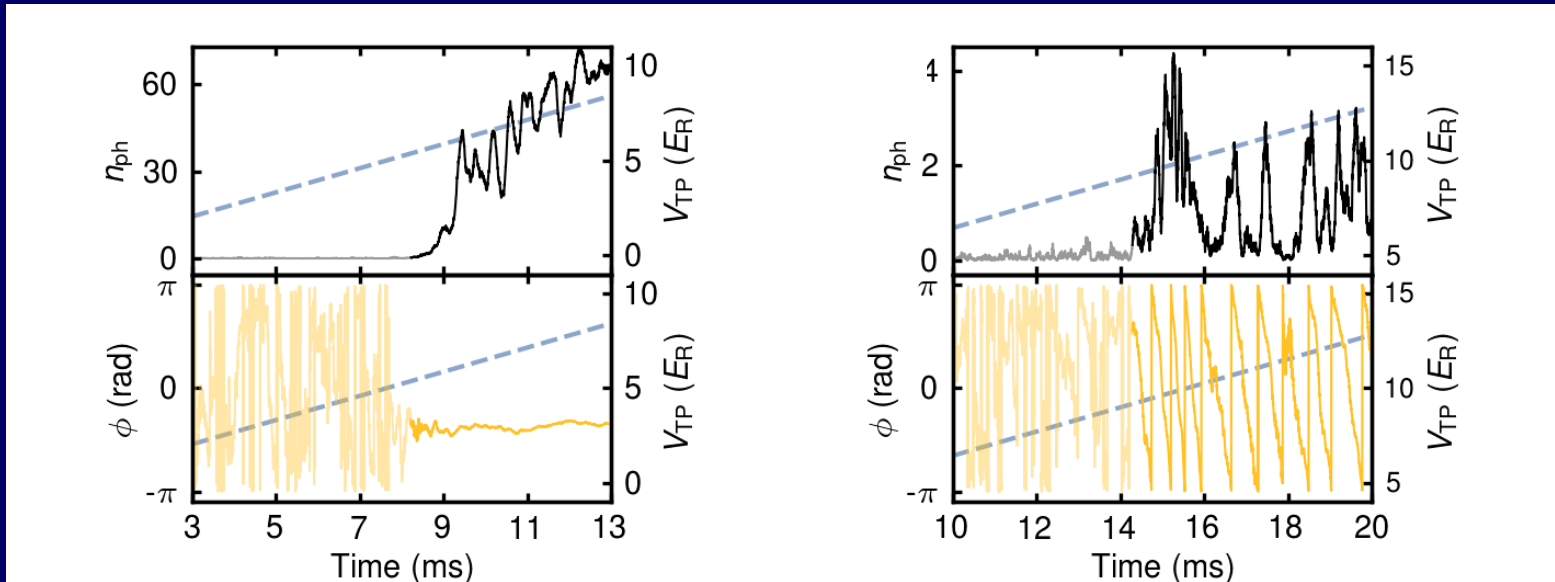 60
30
0
n_ph
10
5
0
V_TP (E_R)
π
0
-π
ϕ (rad)
10
5
0
V_TP (E_R)
3 5 7 9 11 13
Time (ms)
4
2
0
n_ph
15
10
5
V_TP (E_R)
π
0
-π
ϕ (rad)
15
10
5
V_TP (E_R)
10 12 14 16 18 20
Time (ms)